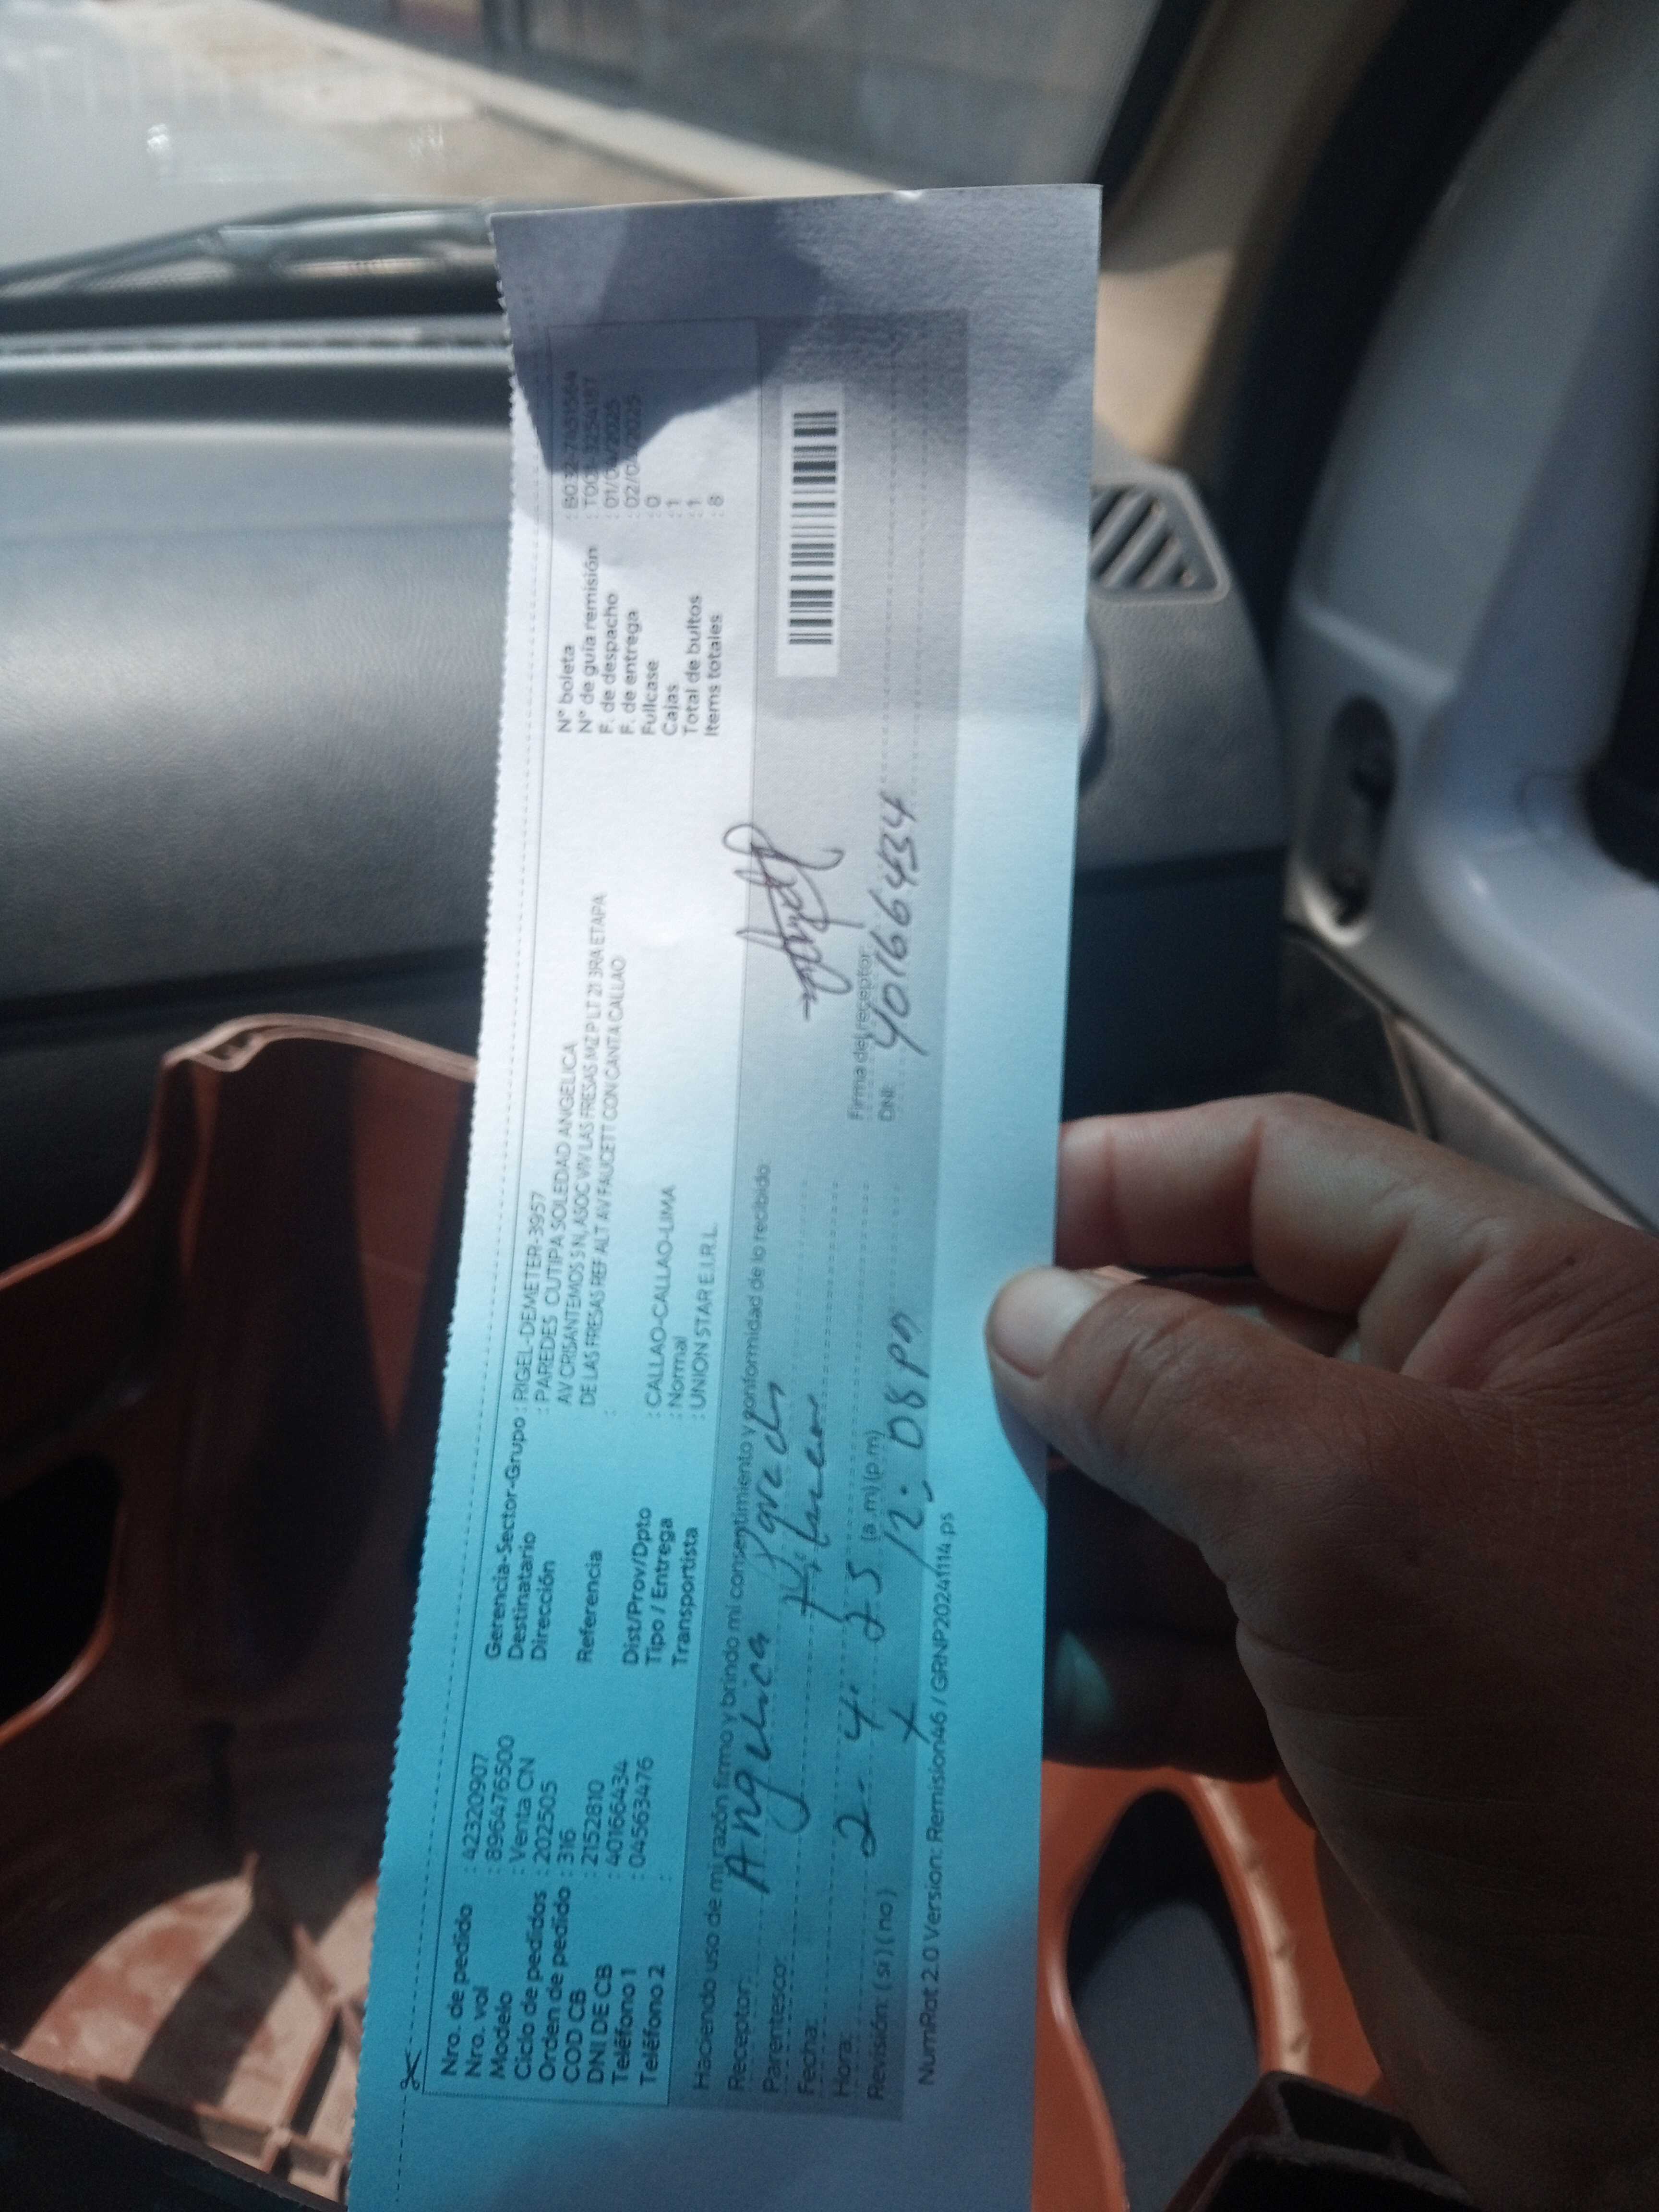 Nro. de pedido : 42320907
Nro. vol : 896476500
Modelo : Venta CN
Ciclo de pedidos : 202505
Orden de pedido : 316
COD CB : 2152810
DNI DE CB : 40166434
Teléfono 1 : 04563476
Teléfono 2 :
Gerencia-Sector-Grupo : RIGEL-DEMETER-3957
Destinatario : PAREDES CUTIPA SOLEDAD ANGELICA
Dirección AV CRISANTEMOS S N, ASOC VIV LAS FRESAS MZ P LT 21 3RA ETAPA
DE LAS FRESAS REF ALT AV FAUCETT CON CANTA CALLAO
Referencia :
Dist/Prov/Dpto : CALLAO-CALLAO-LIMA
Tipo / Entrega : Normal
Transportista : UNION STAR E.I.R.L.
N° boleta
N° de guía remisión
F. de despacho
F. de entrega
Fullcase : 0
Cajas : 1
Total de bultos : 1
Items totales : 8
Haciendo uso de mi razón firmo y brindo mi consentimiento y conformidad de lo recibido:
Receptor: Angelica
Parentesco: Titular
Fecha: 2- 4. 25
Hora: 12:08 pm (a .m) (p.m)
Revisión: ( si ) ( no ) x
Firma del receptor
DNI: 40166434
NumRot 2.0 Version: Remision46 / GRNP20241114.ps